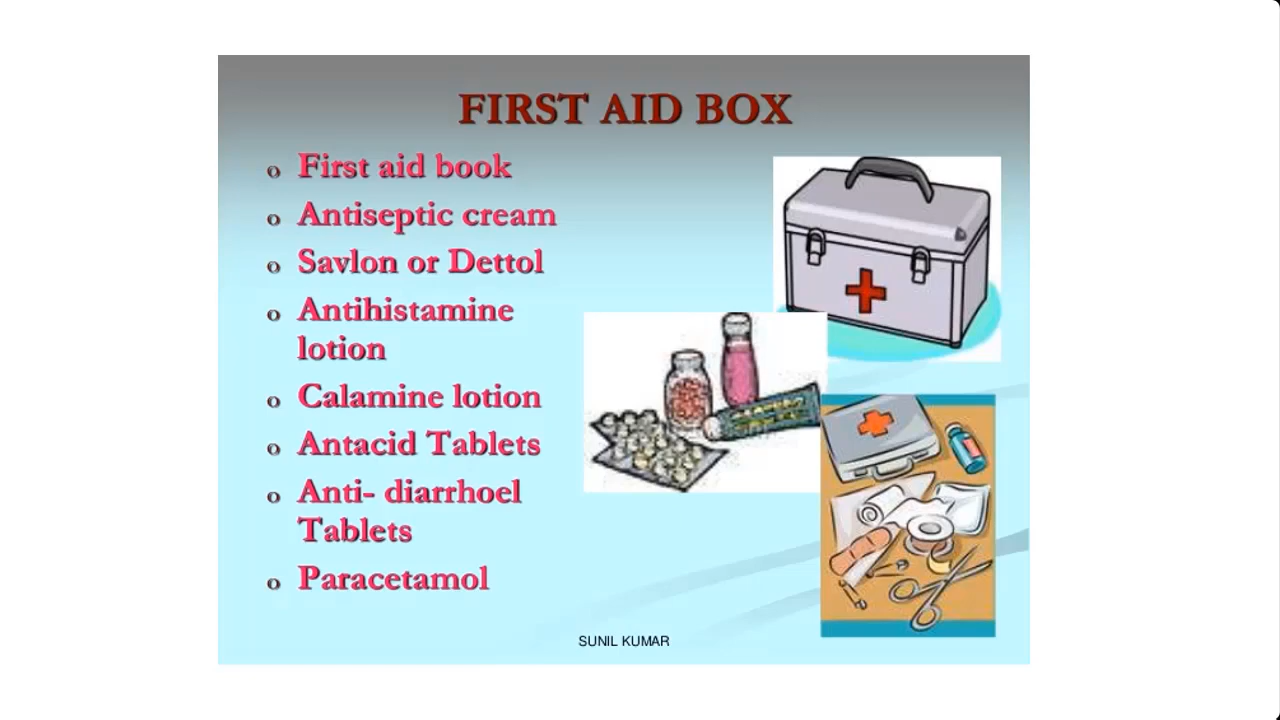 FIRST AID BOX
o First aid book
o Antiseptic cream
o Savlon or Dettol
o Antihistamine
lotion
o Calamine lotion
o Antacid Tablets
o Anti- diarrhoel
Tablets
o Paracetamol
SUNIL KUMAR